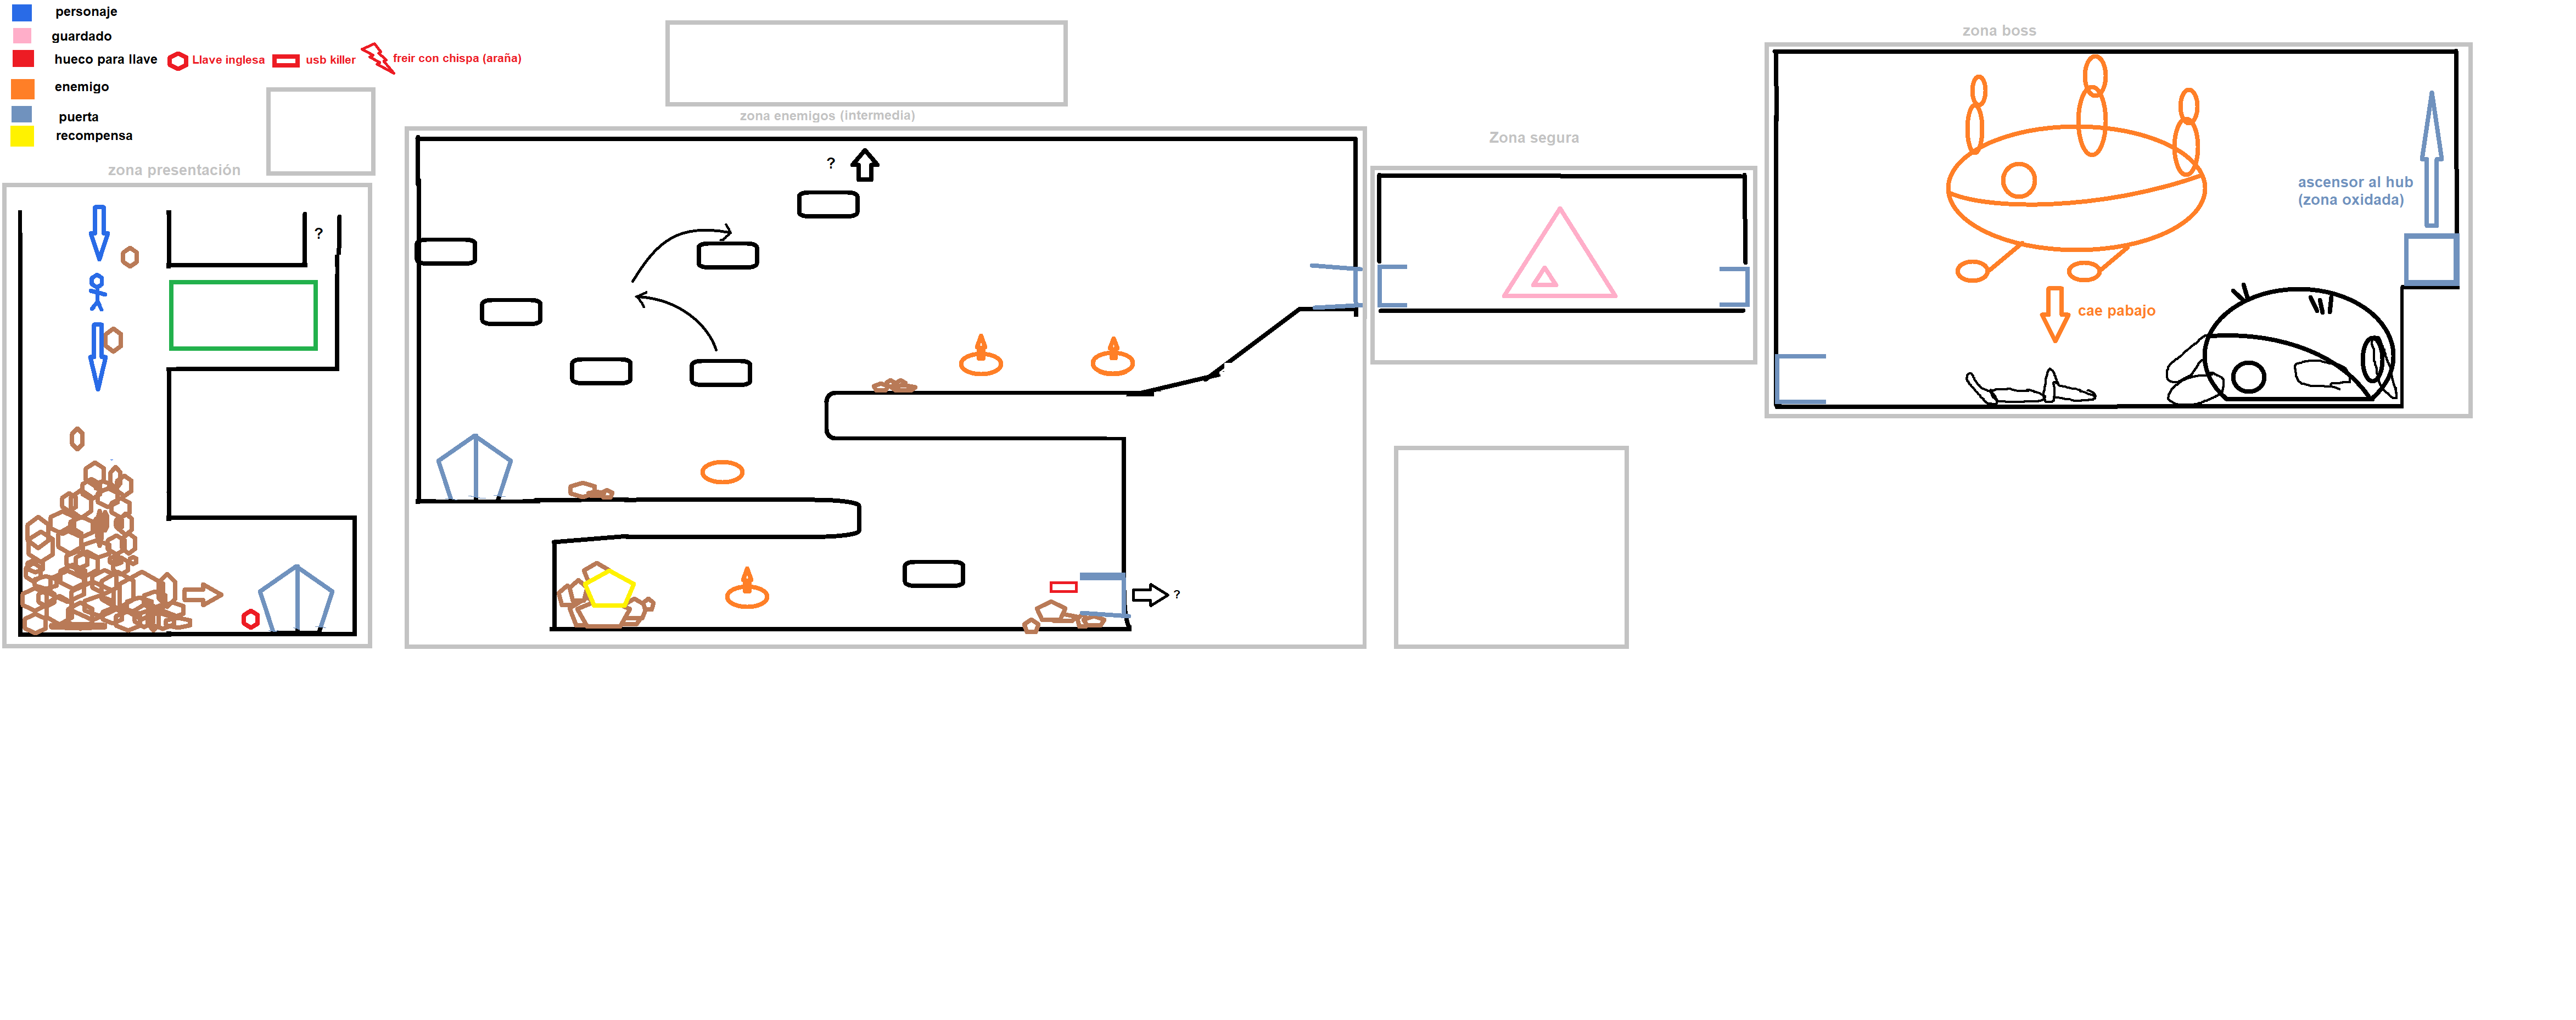 personaje
guardado
hueco para llave
Llave inglesa
usb killer
freir con chispa (araña)
enemigo
puerta
recompensa
zona presentación
?
zona enemigos (intermedia)
?
?
Zona segura
zona boss
ascensor al hub
(zona oxidada)
cae pabajo